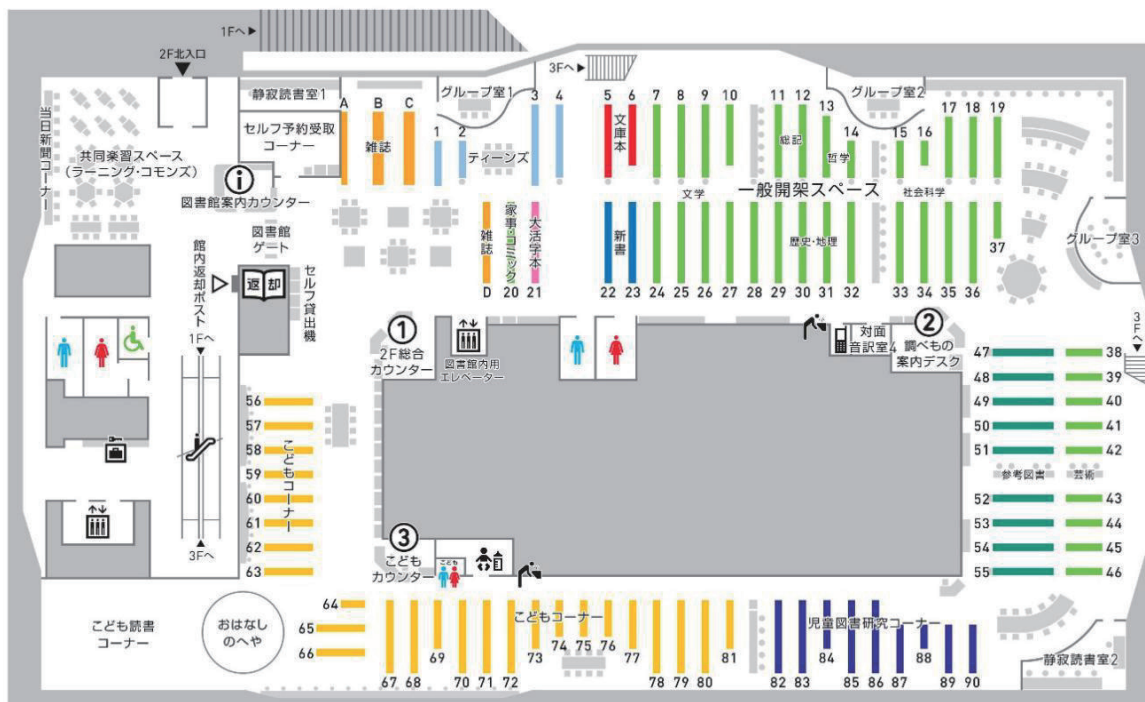 1Fへ
2F北入口
3Fへ
静寂読書室1
A
B
C
グループ室1
3
4
5
6
7
8
9
10
11
12
13
14
グループ室2
15
16
17
18
19
当日新聞コーナー
セルフ予約受取
コーナー
雑誌
1
2
ティーンズ
文庫本
総記
哲学
共同楽習スペース
(ラーニング・コモンズ)
i
図書館案内カウンター
文学
一般開架スペース
社会科学
図書館
ゲート
雑誌
家事・コミック
大活字本
新書
歴史・地理
37
グループ室3
館内返却ポスト
返却
セルフ貸出機
D
20
21
22
23
24
25
26
27
28
29
30
31
32
33
34
35
36
1Fへ
1
2F総合
カウンター
図書館内用
エレベーター
対面
音訳室4
2
調べもの
案内デスク
3Fへ
47
38
48
39
49
40
50
41
51
42
参考図書
芸術
52
43
53
44
54
45
55
46
56
57
58
59
60
61
62
63
こどもコーナー
3Fへ
3
こども
カウンター
こども
こども読書
コーナー
おはなし
のへや
64
65
66
こどもコーナー
児童図書研究コーナー
静寂読書室2
67
68
69
70
71
72
73
74
75
76
77
78
79
80
81
82
83
84
85
86
87
88
89
90